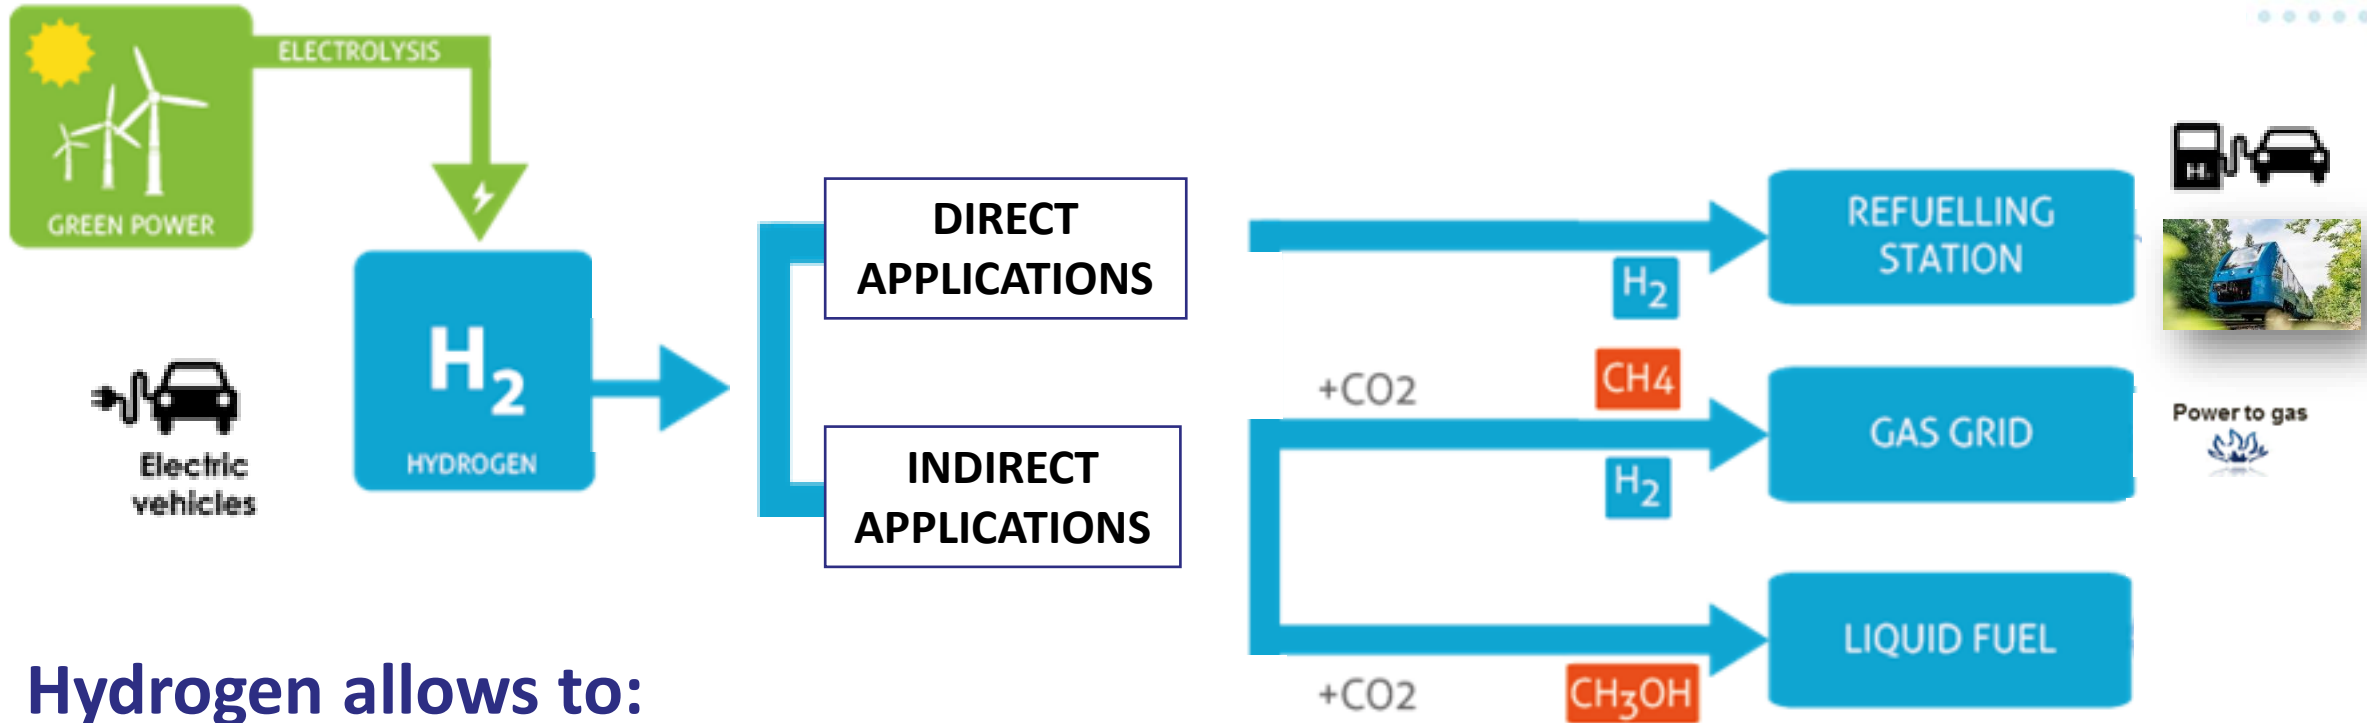 ELECTROLYSIS
GREEN POWER
H2
HYDROGEN
Electric
vehicles
DIRECT
APPLICATIONS
INDIRECT
APPLICATIONS
H2
REFUELLING
STATION
H
+CO2
CH4
H2
GAS GRID
Power to gas
+CO2
CH3OH
LIQUID FUEL
Hydrogen allows to: